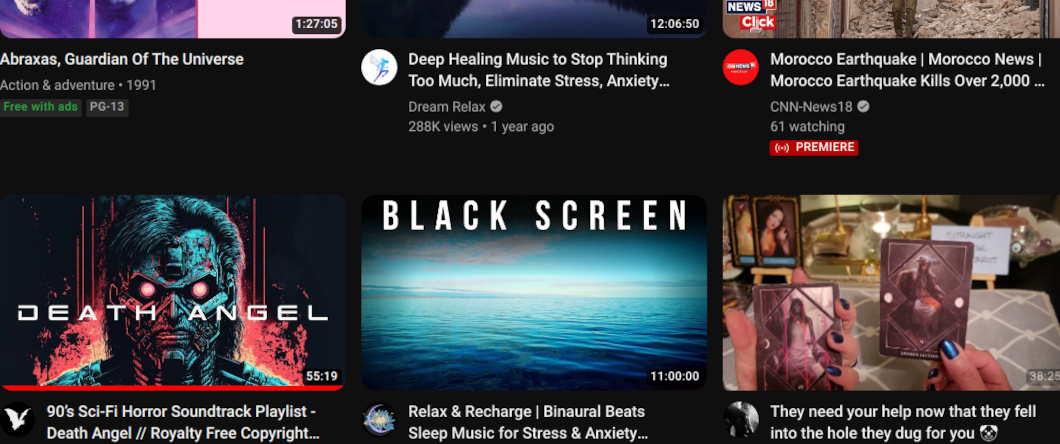 1:27:05
12:06:50
NEWS 18
Click
Abraxas, Guardian Of The Universe
Action & adventure • 1991
Free with ads PG-13
Deep Healing Music to Stop Thinking
Too Much, Eliminate Stress, Anxiety...
Dream Relax
288K views • 1 year ago
Morocco Earthquake | Morocco News |
Morocco Earthquake Kills Over 2,000 ...
CNN-News18
61 watching
PREMIERE
DEATH ANGEL
55:19
BLACK SCREEN
11:00:00
38:25
90's Sci-Fi Horror Soundtrack Playlist -
Death Angel // Royalty Free Copyright...
Relax & Recharge | Binaural Beats
Sleep Music for Stress & Anxiety...
They need your help now that they fell
into the hole they dug for you 🤡